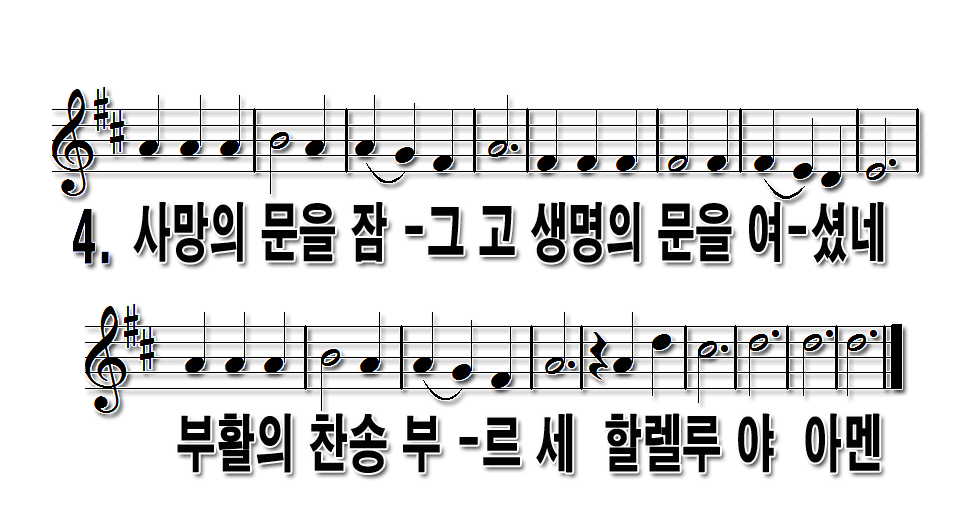 4. 사망의 문을 잠 -그 고 생명의 문을 여-셨네
부활의 찬송 부 -르 세 할렐루 야 아멘